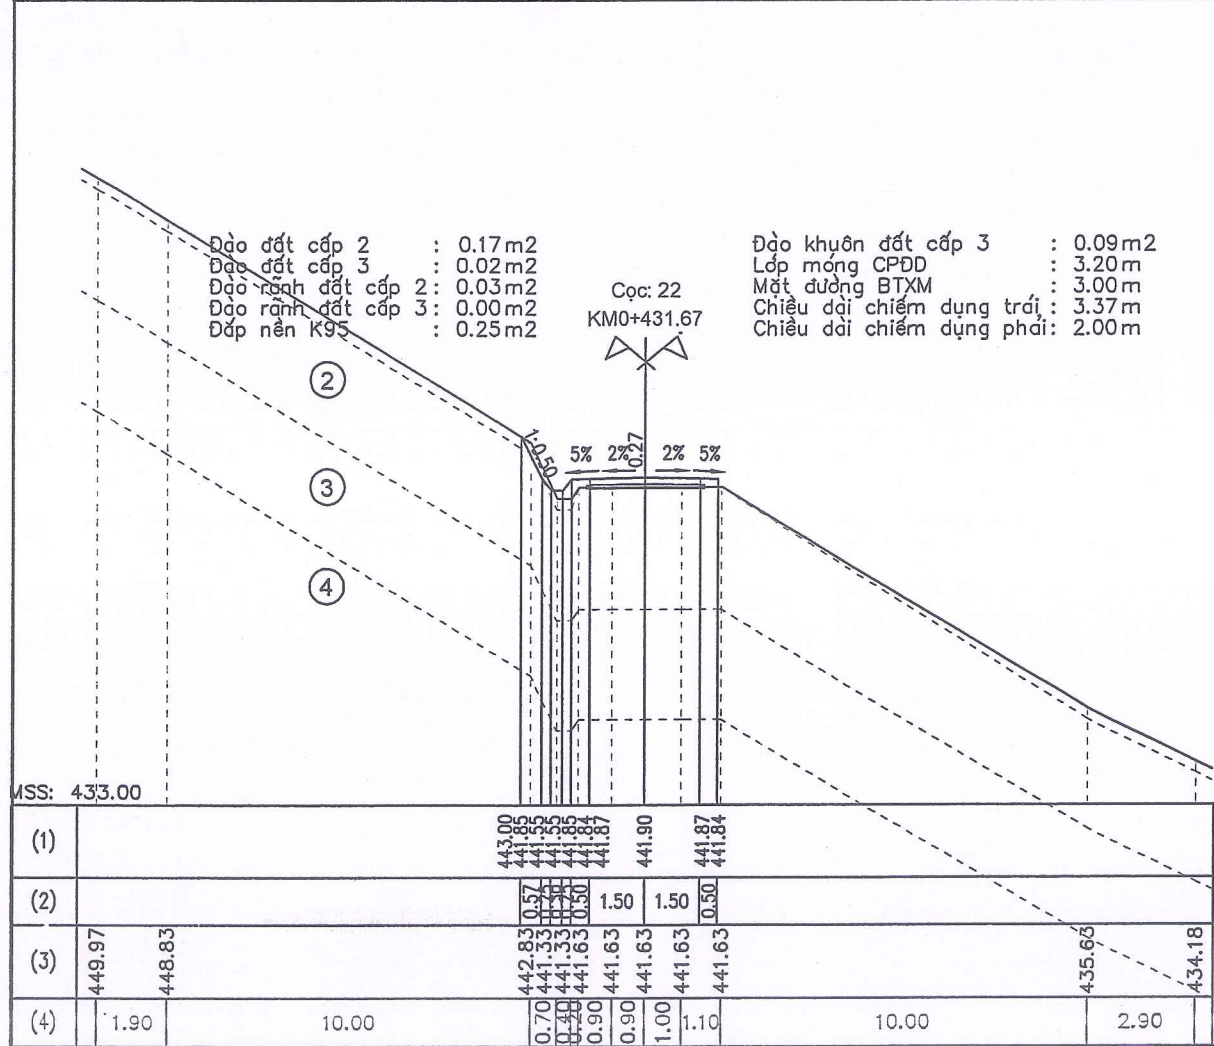 Đào đất cấp 2 : 0.17m2
Đào đất cấp 3 : 0.02m2
Đào rãnh đất cấp 2: 0.03m2
Đào rãnh đất cấp 3: 0.00m2
Đắp nền K95 : 0.25m2
Đào khuôn đất cấp 3 : 0.09m2
Lớp móng CPDD : 3.20m
Mặt đường BTXM : 3.00m
Chiều dài chiếm dụng trái : 3.37m
Chiều dài chiếm dụng phải: 2.00m
Cọc: 22
KM0+431.67
2
3
4
1:0.50
5% 2% 0.27 2% 5%
MSS: 433.00
(1) 443.00 441.85 441.55 441.55 441.85 441.84 441.87 441.90 441.87 441.84
(2) 0.57 0.50 1.50 1.50 0.50
(3) 449.97 448.83 442.83 441.33 441.33 441.63 441.63 441.63 441.63 441.63 435.63 434.18
(4) 1.90 10.00 0.70 0.40 0.20 0.90 0.90 1.00 1.10 10.00 2.90